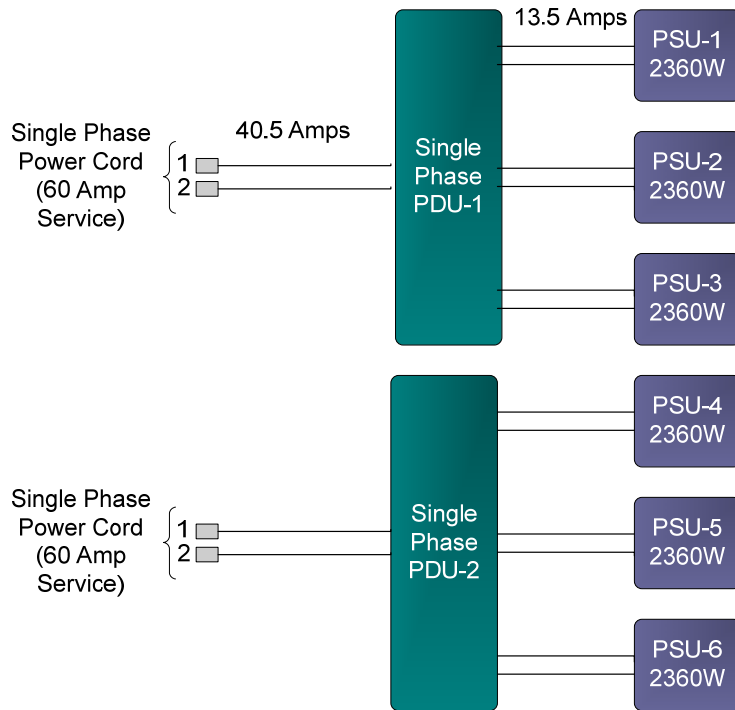 13.5 Amps
PSU-1
2360W
40.5 Amps
Single Phase
Power Cord
(60 Amp
Service)
1
2
Single
Phase
PDU-1
PSU-2
2360W
PSU-3
2360W
PSU-4
2360W
Single Phase
Power Cord
(60 Amp
Service)
1
2
Single
Phase
PDU-2
PSU-5
2360W
PSU-6
2360W